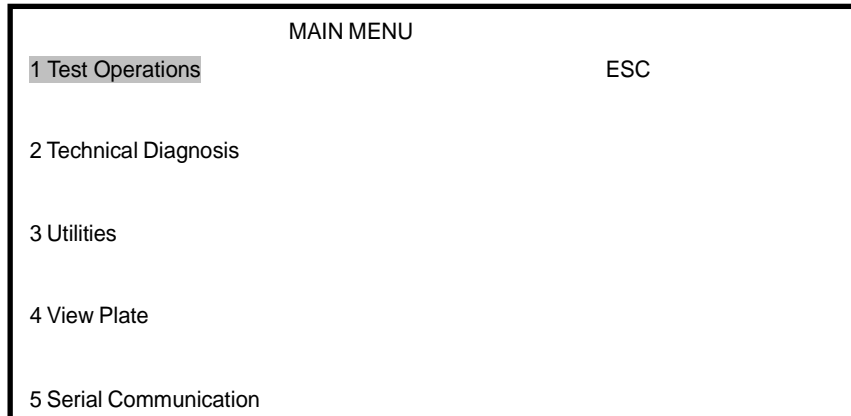 MAIN MENU
1 Test Operations ESC
2 Technical Diagnosis
3 Utilities
4 View Plate
5 Serial Communication